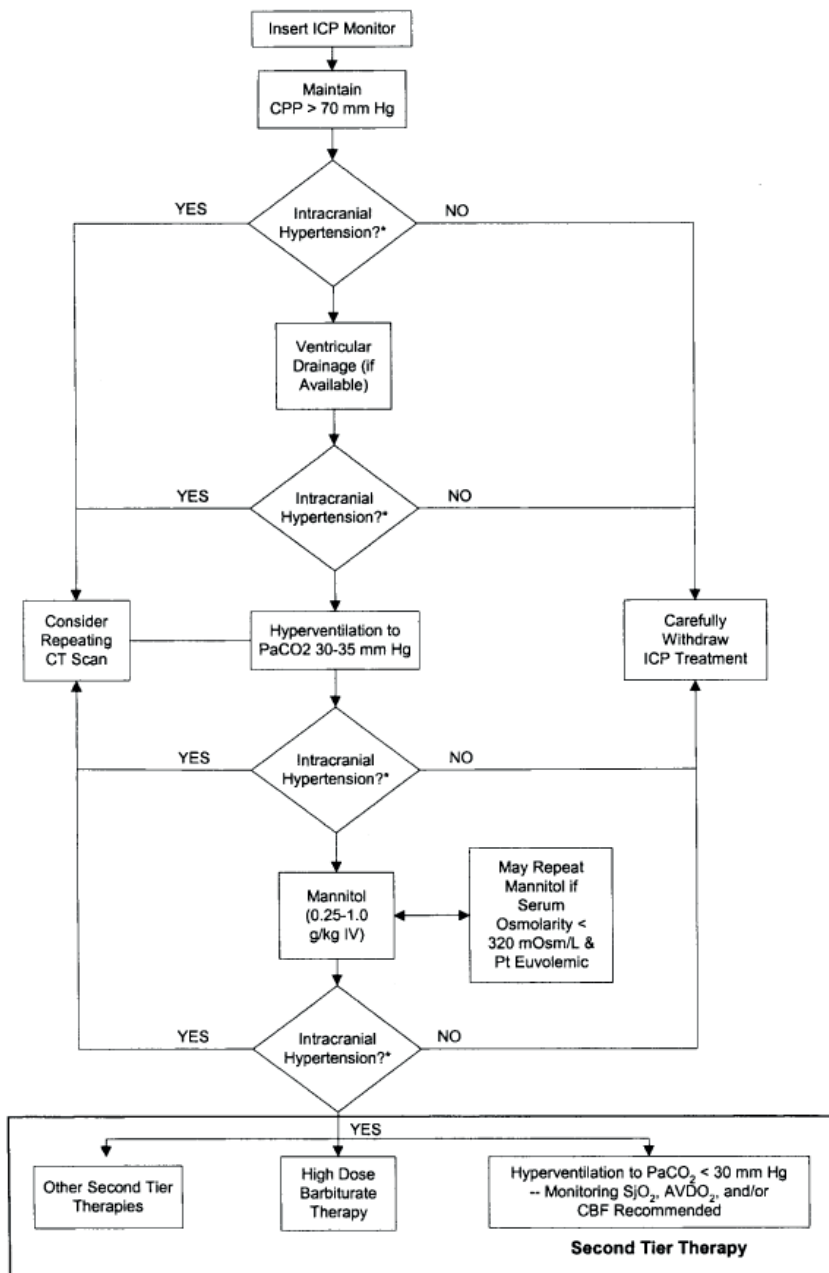 Insert ICP Monitor
Maintain
CPP > 70 mm Hg
YES
Intracranial
Hypertension?*
NO
Ventricular
Drainage (if
Available)
YES
Intracranial
Hypertension?*
NO
Consider
Repeating
CT Scan
Hyperventilation to
PaCO2 30-35 mm Hg
Carefully
Withdraw
ICP Treatment
YES
Intracranial
Hypertension?*
NO
Mannitol
(0.25-1.0
g/kg IV)
May Repeat
Mannitol if
Serum
Osmolarity <
320 mOsm/L &
Pt Euvolemic
YES
Intracranial
Hypertension?*
NO
YES
Other Second Tier
Therapies
High Dose
Barbiturate
Therapy
Hyperventilation to PaCO₂ < 30 mm Hg
-- Monitoring SjO₂, AVDO₂, and/or
CBF Recommended
Second Tier Therapy